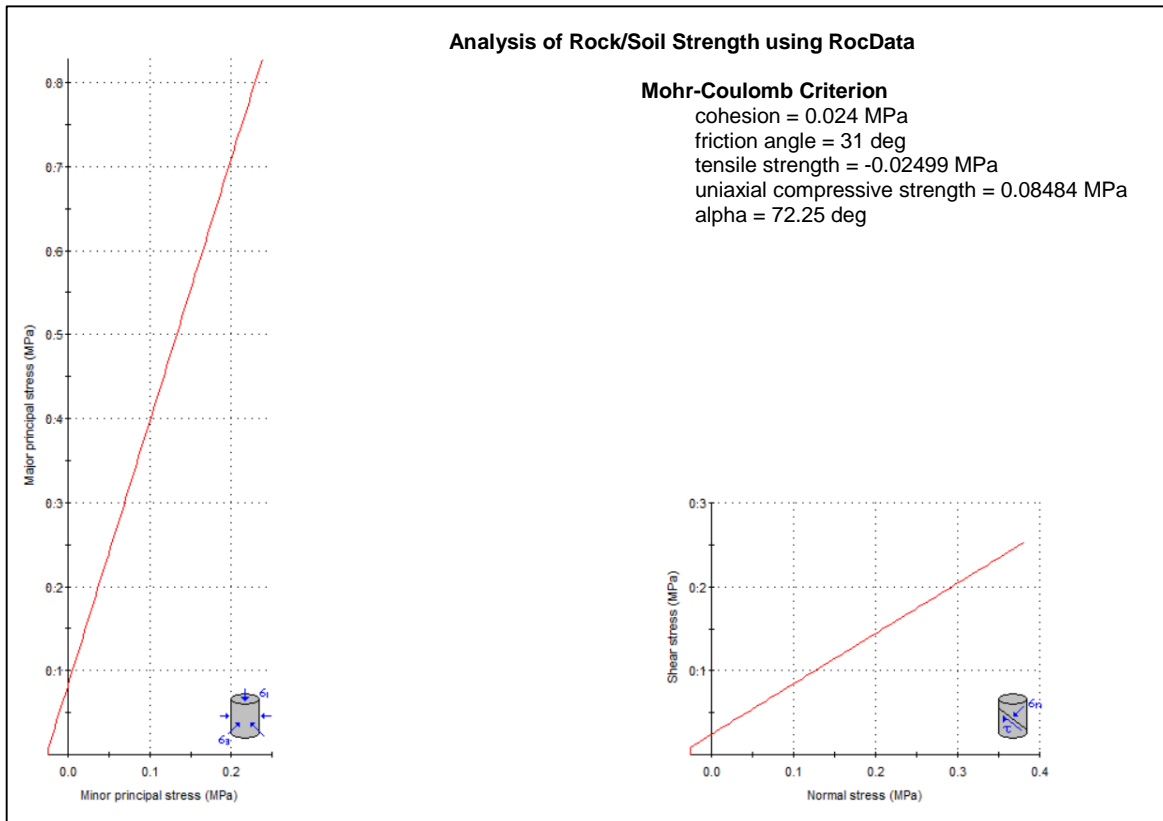 Analysis of Rock/Soil Strength using RocData
Mohr-Coulomb Criterion
cohesion = 0.024 MPa
friction angle = 31 deg
tensile strength = -0.02499 MPa
uniaxial compressive strength = 0.08484 MPa
alpha = 72.25 deg
Major principal stress (MPa)
0.8
0.7
0.6
0.5
0.4
0.3
0.2
0.1
0.0 0.1 0.2
Minor principal stress (MPa)
σ1
σ3
Shear stress (MPa)
0.3
0.2
0.1
0.0 0.1 0.2 0.3 0.4
Normal stress (MPa)
σn
τ